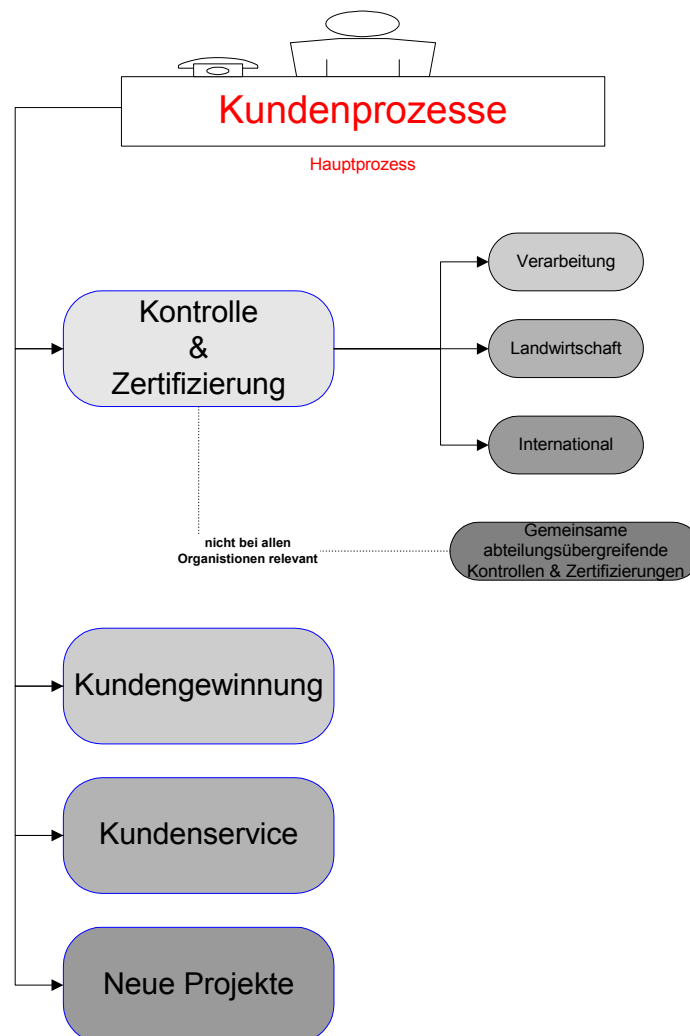 Kundenprozesse
Hauptprozess
Verarbeitung
Kontrolle
&
Zertifizierung
Landwirtschaft
International
nicht bei allen
Organistionen relevant
Gemeinsame
abteilungsübergreifende
Kontrollen & Zertifizierungen
Kundengewinnung
Kundenservice
Neue Projekte